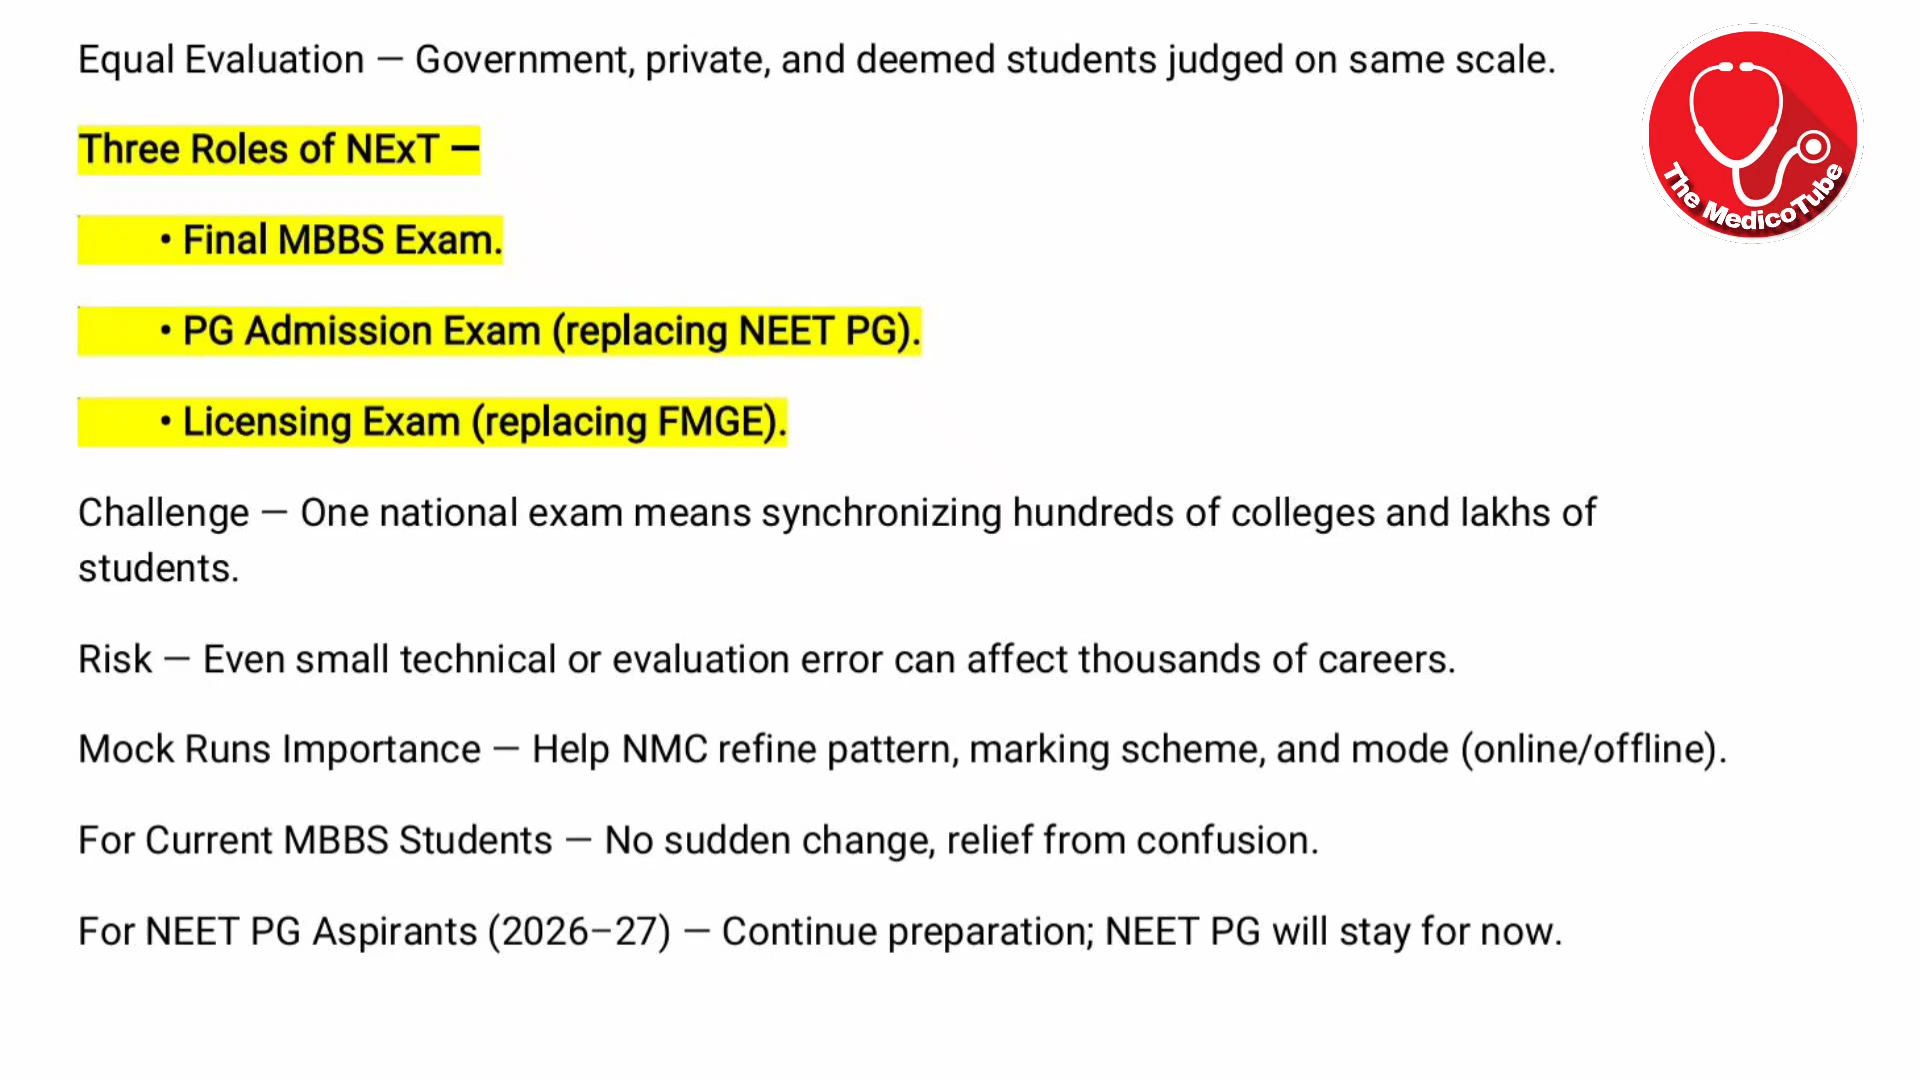 Equal Evaluation — Government, private, and deemed students judged on same scale.
Three Roles of NExT —
• Final MBBS Exam.
• PG Admission Exam (replacing NEET PG).
• Licensing Exam (replacing FMGE).
Challenge — One national exam means synchronizing hundreds of colleges and lakhs of
students.
Risk — Even small technical or evaluation error can affect thousands of careers.
Mock Runs Importance — Help NMC refine pattern, marking scheme, and mode (online/offline).
For Current MBBS Students — No sudden change, relief from confusion.
For NEET PG Aspirants (2026–27) — Continue preparation; NEET PG will stay for now.
The MedicoTube